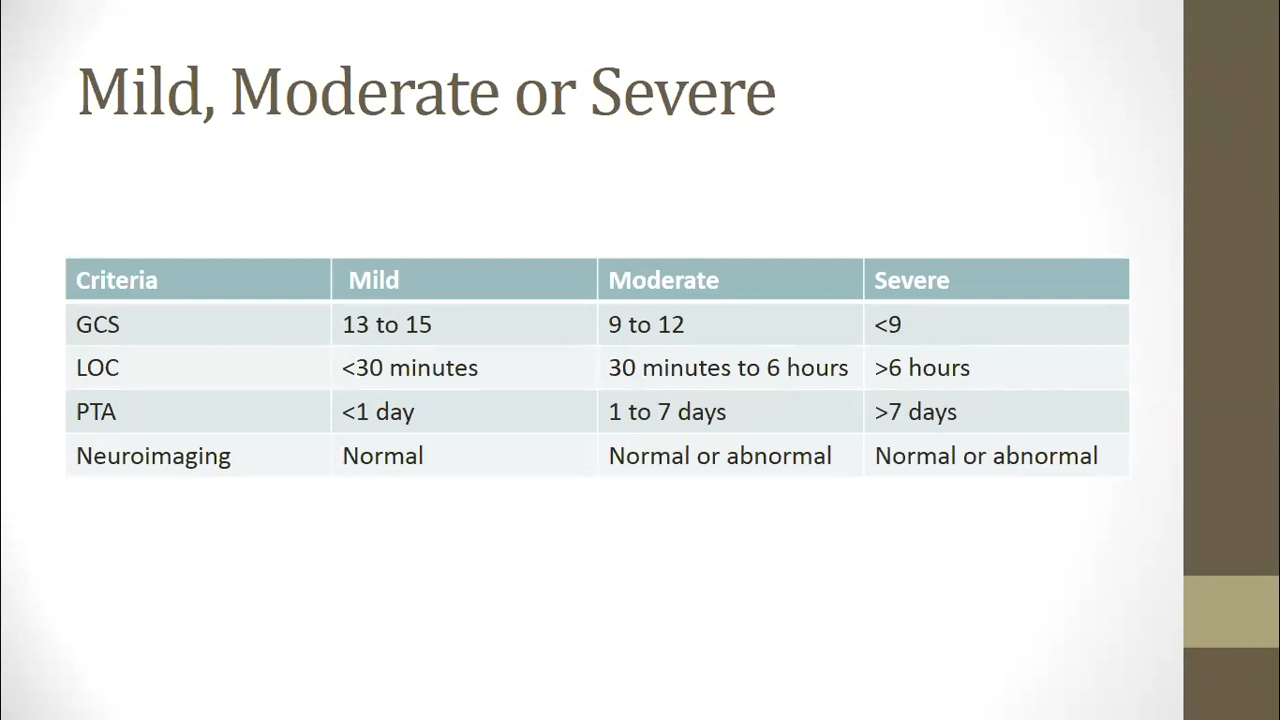 Mild, Moderate or Severe
Criteria Mild Moderate Severe
GCS 13 to 15 9 to 12 <9
LOC <30 minutes 30 minutes to 6 hours >6 hours
PTA <1 day 1 to 7 days >7 days
Neuroimaging Normal Normal or abnormal Normal or abnormal